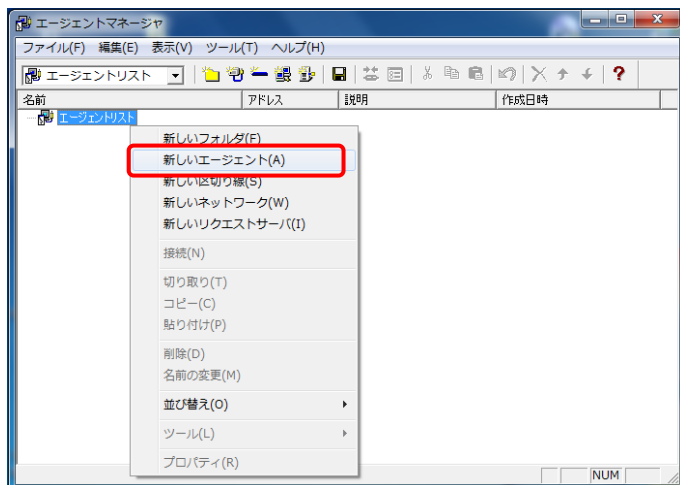 エージェントマネージャ
ファイル(F) 編集(E) 表示(V) ツール(T) ヘルプ(H)
エージェントリスト
名前 アドレス 説明 作成日時
エージェントリスト
新しいフォルダ(F)
新しいエージェント(A)
新しい区切り線(S)
新しいネットワーク(W)
新しいリクエストサーバ(I)
接続(N)
切り取り(T)
コピー(C)
貼り付け(P)
削除(D)
名前の変更(M)
並び替え(O)
ツール(L)
プロパティ(R)
NUM